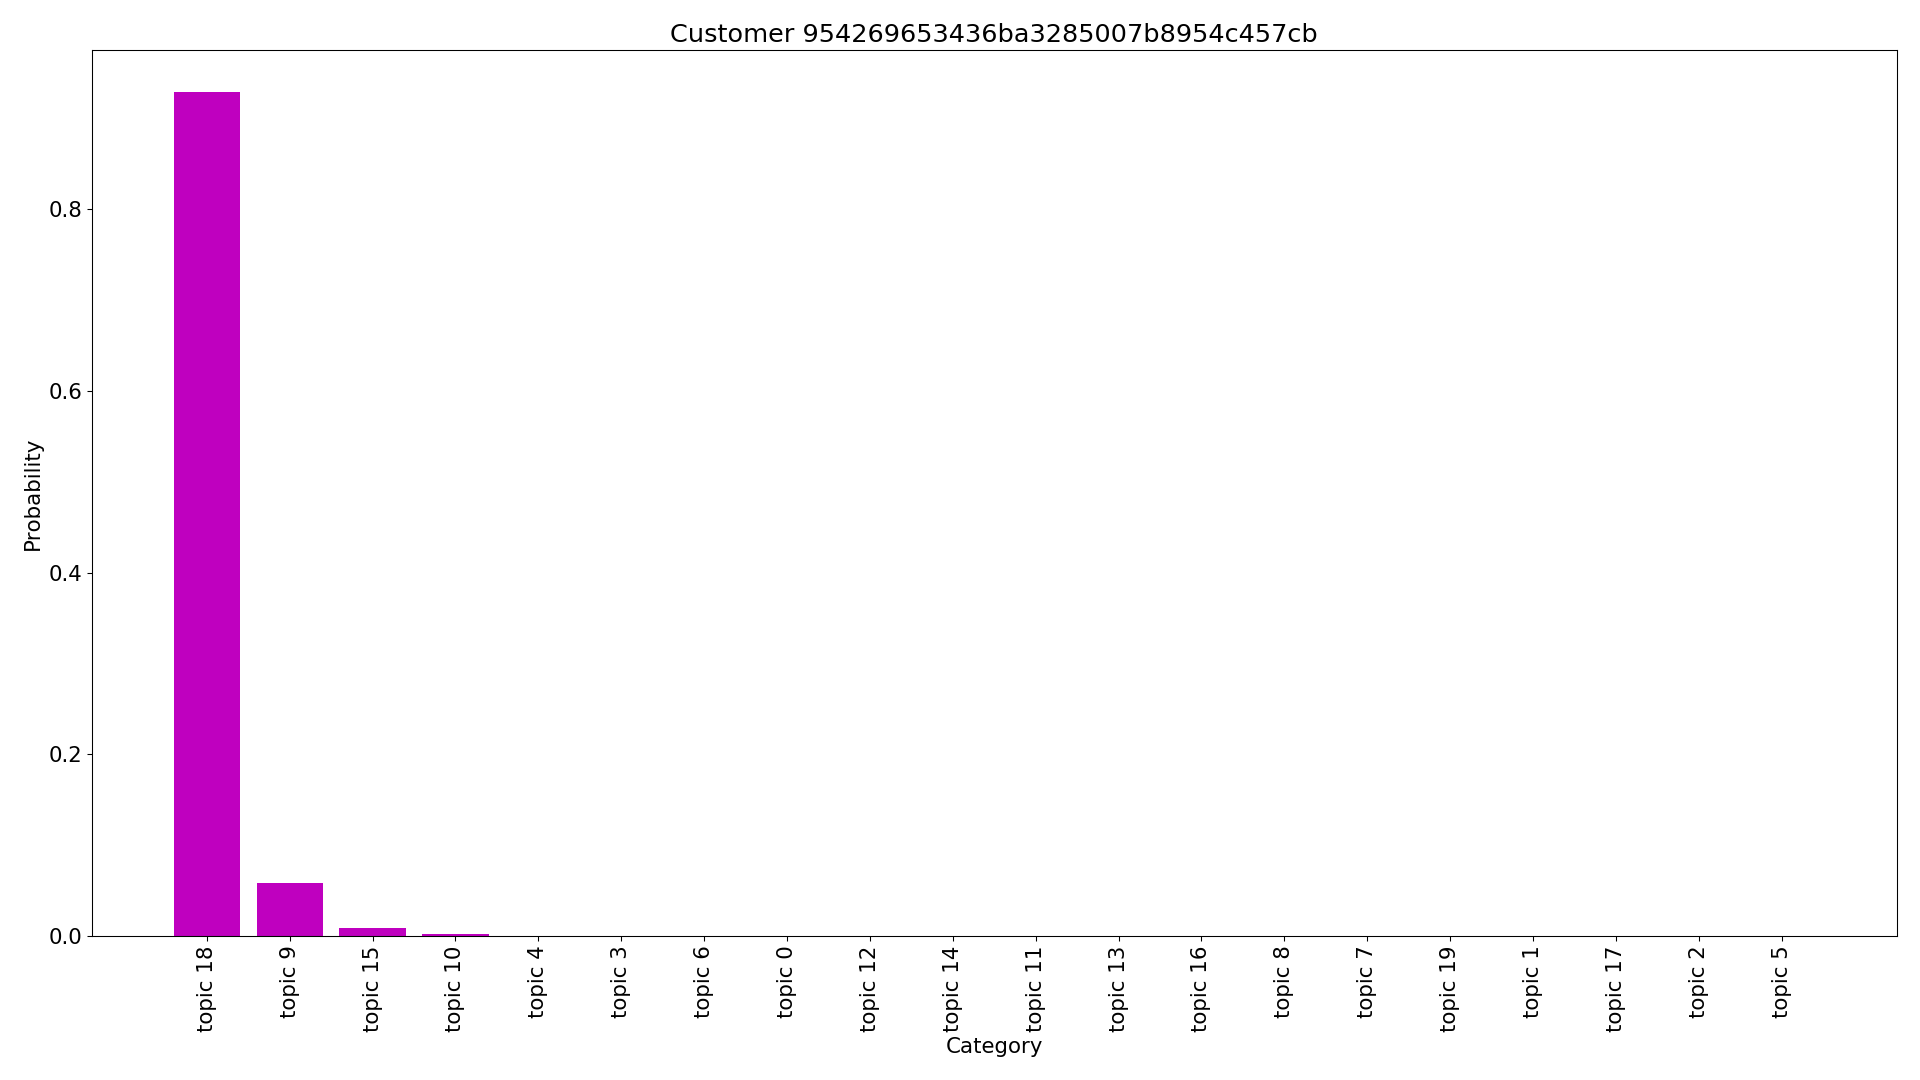 Customer 954269653436ba3285007b8954c457cb
Probability
0.8
0.6
0.4
0.2
0.0
topic 18
topic 9
topic 15
topic 10
topic 4
topic 3
topic 6
topic 0
topic 12
topic 14
topic 11
topic 13
topic 16
topic 8
topic 7
topic 19
topic 1
topic 17
topic 2
topic 5
Category